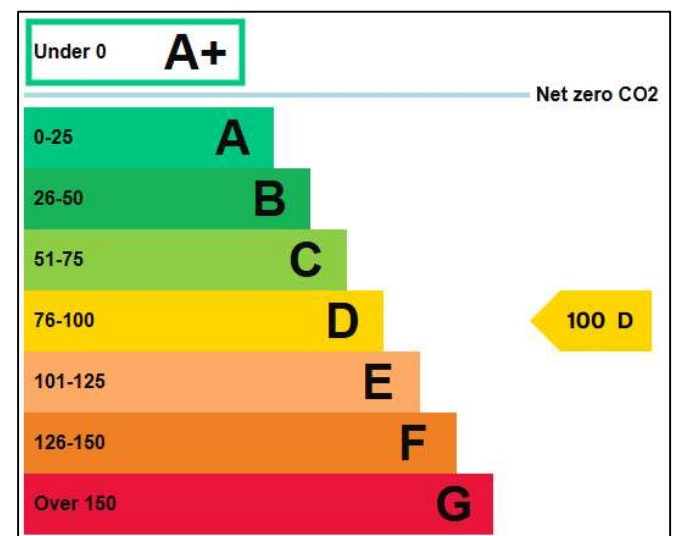 Under 0 A+
Net zero CO2
0-25 A
26-50 B
51-75 C
76-100 D
100 D
101-125 E
126-150 F
Over 150 G